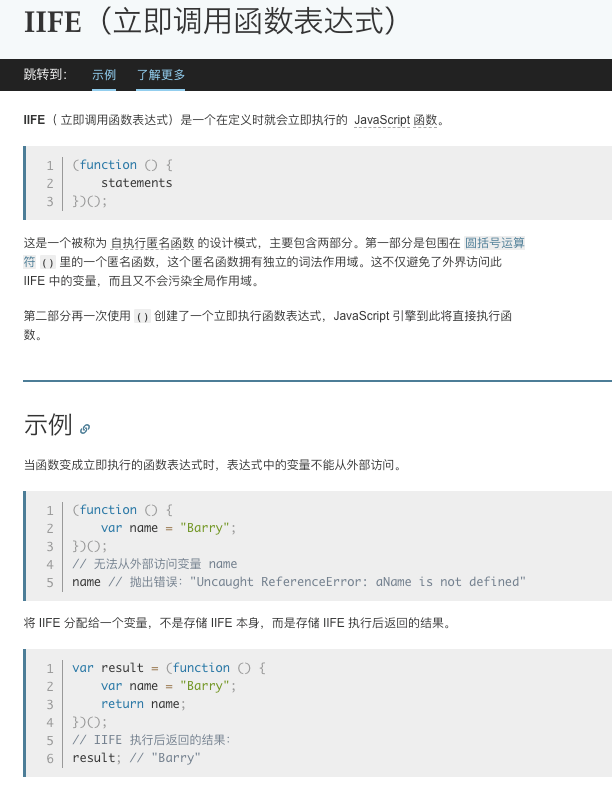 IIFE（立即调用函数表达式）
跳转到： 示例 了解更多
IIFE（ 立即调用函数表达式）是一个在定义时就会立即执行的 JavaScript 函数。
1 (function () {
2     statements
3 })();
这是一个被称为 自执行匿名函数 的设计模式，主要包含两部分。第一部分是包围在 圆括号运算
符 () 里的一个匿名函数，这个匿名函数拥有独立的词法作用域。这不仅避免了外界访问此
IIFE 中的变量，而且又不会污染全局作用域。
第二部分再一次使用 () 创建了一个立即执行函数表达式，JavaScript 引擎到此将直接执行函
数。
示例
当函数变成立即执行的函数表达式时，表达式中的变量不能从外部访问。
1 (function () {
2     var name = "Barry";
3 })();
4 // 无法从外部访问变量 name
5 name // 抛出错误："Uncaught ReferenceError: aName is not defined"
将 IIFE 分配给一个变量，不是存储 IIFE 本身，而是存储 IIFE 执行后返回的结果。
1 var result = (function () {
2     var name = "Barry";
3     return name;
4 })();
5 // IIFE 执行后返回的结果：
6 result; // "Barry"